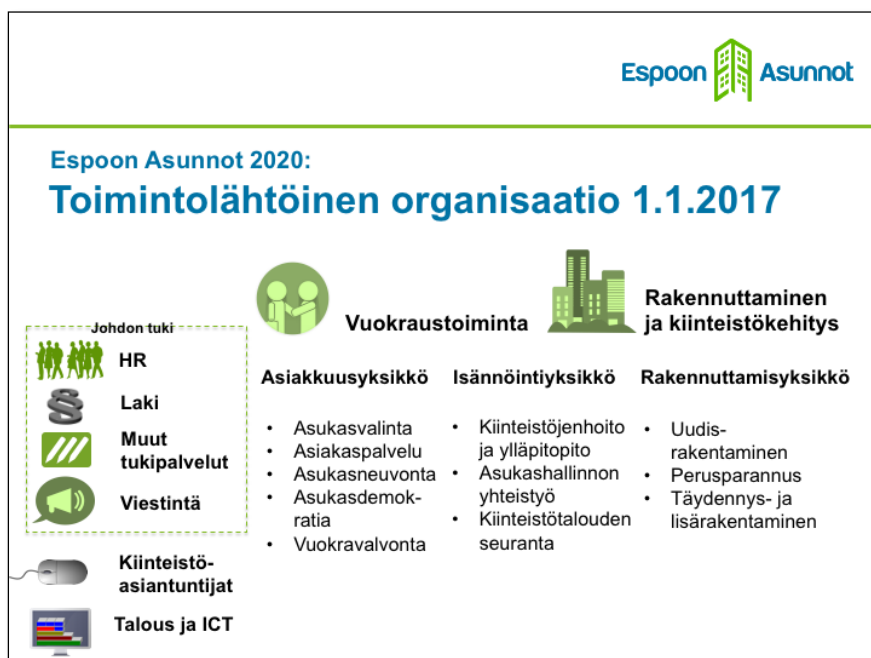 Espoon Asunnot
Espoon Asunnot 2020:
Toimintolähtöinen organisaatio 1.1.2017
Johdon tuki
HR
Laki
Muut
tukipalvelut
Viestintä
Kiinteistö-
asiantuntijat
Talous ja ICT
Vuokraustoiminta
Rakennuttaminen
ja kiinteistökehitys
Asiakkuusyksikkö
• Asukasvalinta
• Asiakaspalvelu
• Asukasneuvonta
• Asukasdemok-
ratia
• Vuokravalvonta
Isännöintiyksikkö
• Kiinteistöjenhoito
ja ylläpitopito
• Asukashallinnon
yhteistyö
• Kiinteistötalouden
seuranta
Rakennuttamisyksikkö
• Uudis-
rakentaminen
• Perusparannus
• Täydennys- ja
lisärakentaminen